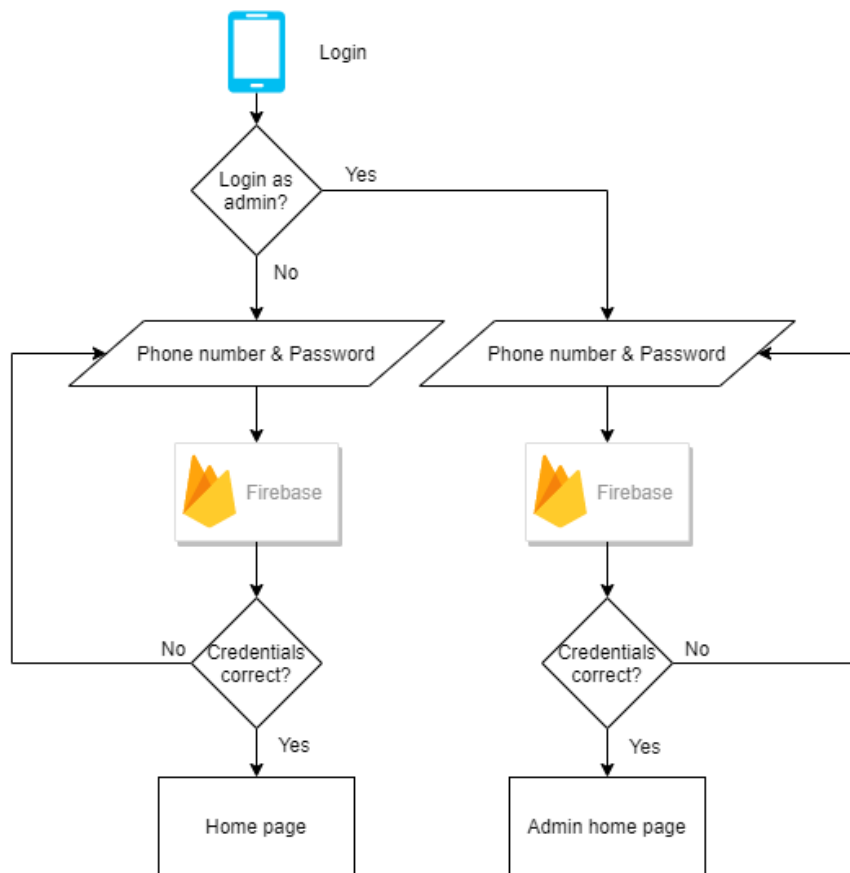 Login
Login as
admin?
Yes
No
Phone number & Password
Phone number & Password
Firebase
Firebase
No
Credentials
correct?
Credentials
correct?
No
Yes
Yes
Home page
Admin home page